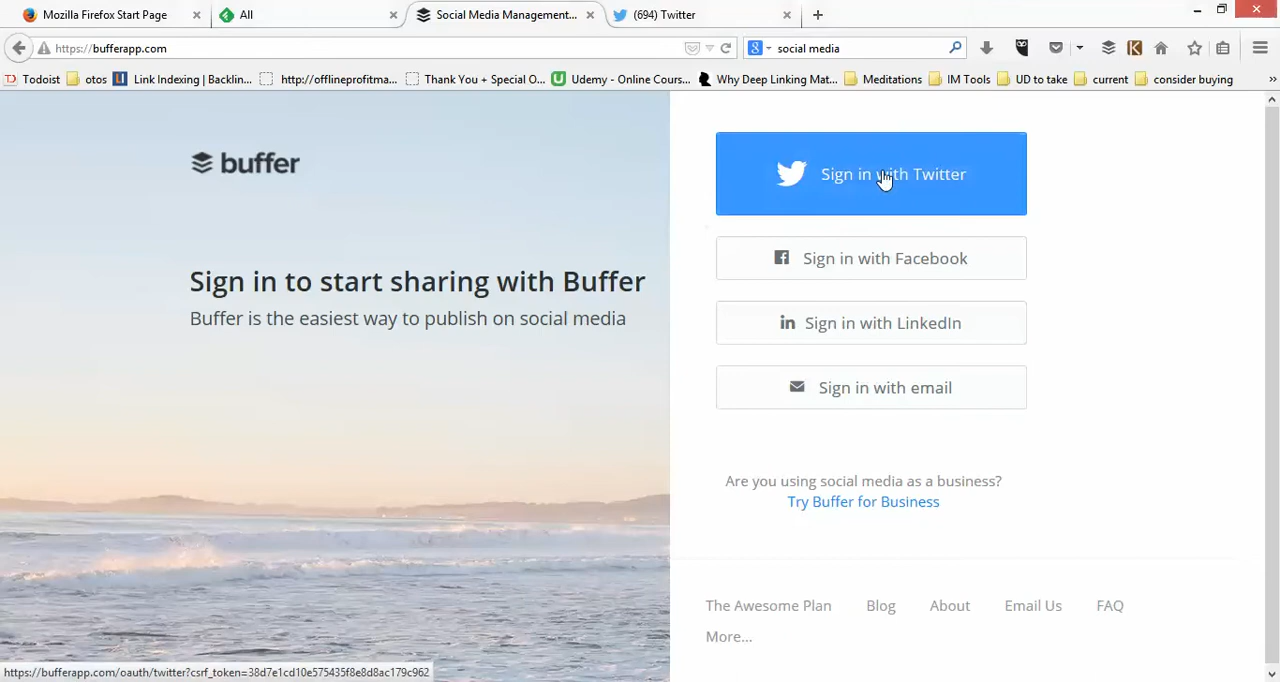 Mozilla Firefox Start Page
All
Social Media Management...
(694) Twitter
https://bufferapp.com
social media
Todoist
otos
Link Indexing | Backlin...
http://offlineprofitma...
Thank You + Special O...
Udemy - Online Cours...
Why Deep Linking Mat...
Meditations
IM Tools
UD to take
current
consider buying
buffer
Sign in to start sharing with Buffer
Buffer is the easiest way to publish on social media
Sign in with Twitter
Sign in with Facebook
Sign in with LinkedIn
Sign in with email
Are you using social media as a business?
Try Buffer for Business
The Awesome Plan
Blog
About
Email Us
FAQ
More...
https://bufferapp.com/oauth/twitter?csrf_token=38d7e1cd10e575435f8e8d8ac179c962